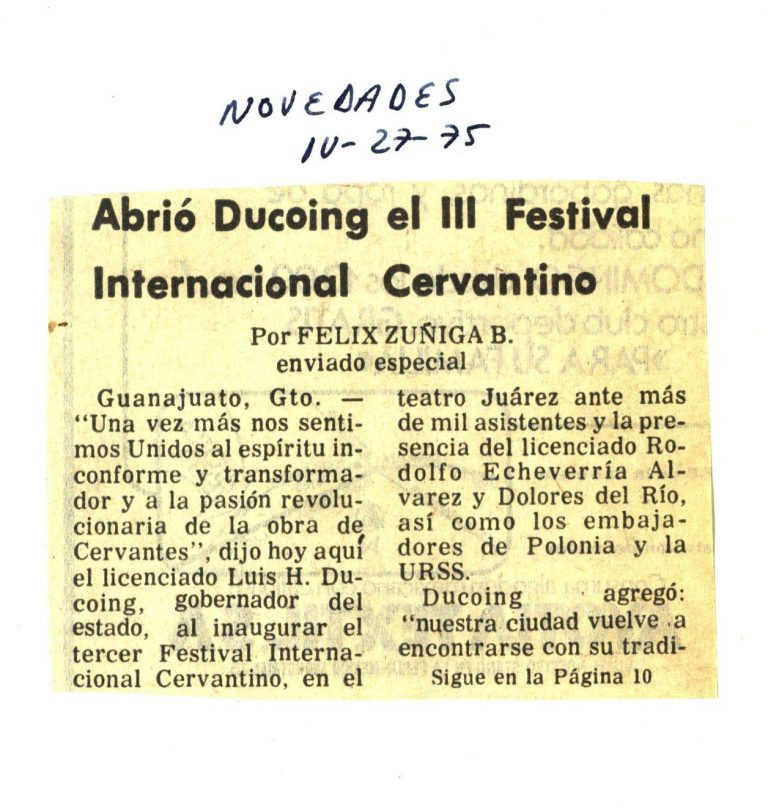 NOVEDADES
IV-27-75
Abrió Ducoing el III Festival
Internacional Cervantino
Por FELIX ZUÑIGA B.
enviado especial
Guanajuato, Gto. —
"Una vez más nos senti-
mos Unidos al espíritu in-
conforme y transforma-
dor y a la pasión revolu-
cionaria de la obra de
Cervantes", dijo hoy aquí
el licenciado Luis H. Du-
coing, gobernador del
estado, al inaugurar el
tercer Festival Interna-
cional Cervantino, en el
teatro Juárez ante más
de mil asistentes y la pre-
sencia del licenciado Ro-
dolfo Echeverría Al-
varez y Dolores del Río,
así como los embaja-
dores de Polonia y la
URSS.
Ducoing agregó:
"nuestra ciudad vuelve a
encontrarse con su tradi-
Sigue en la Página 10